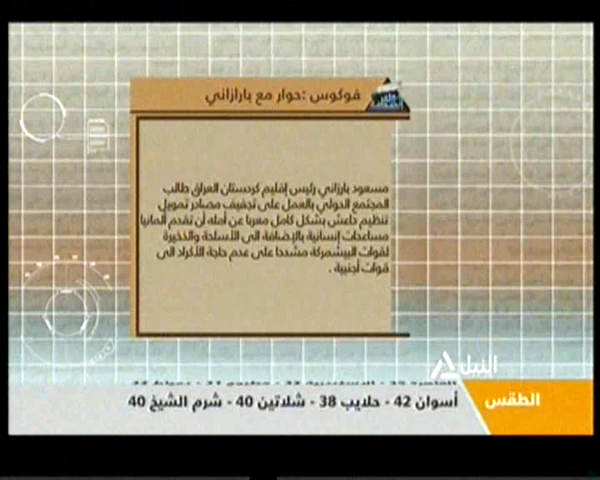 فوكوس :حوار مع بارازاني
مسعود بارزاني رئيس إقليم كردستان العراق طالب
المجتمع الدولي بالعمل على تجفيف مصادر تمويل
تنظيم داعش بشكل كامل معربا عن أمله أن تقدم ألمانيا
مساعدات إنسانية بالإضافة الى الأسلحة والذخيرة
لقوات البيشمركة مشددا على عدم حاجة الأكراد الى
قوات أجنبية .
النيل
الطقس
أسوان 42 - حلايب 38 - شلاتين 40 - شرم الشيخ 40